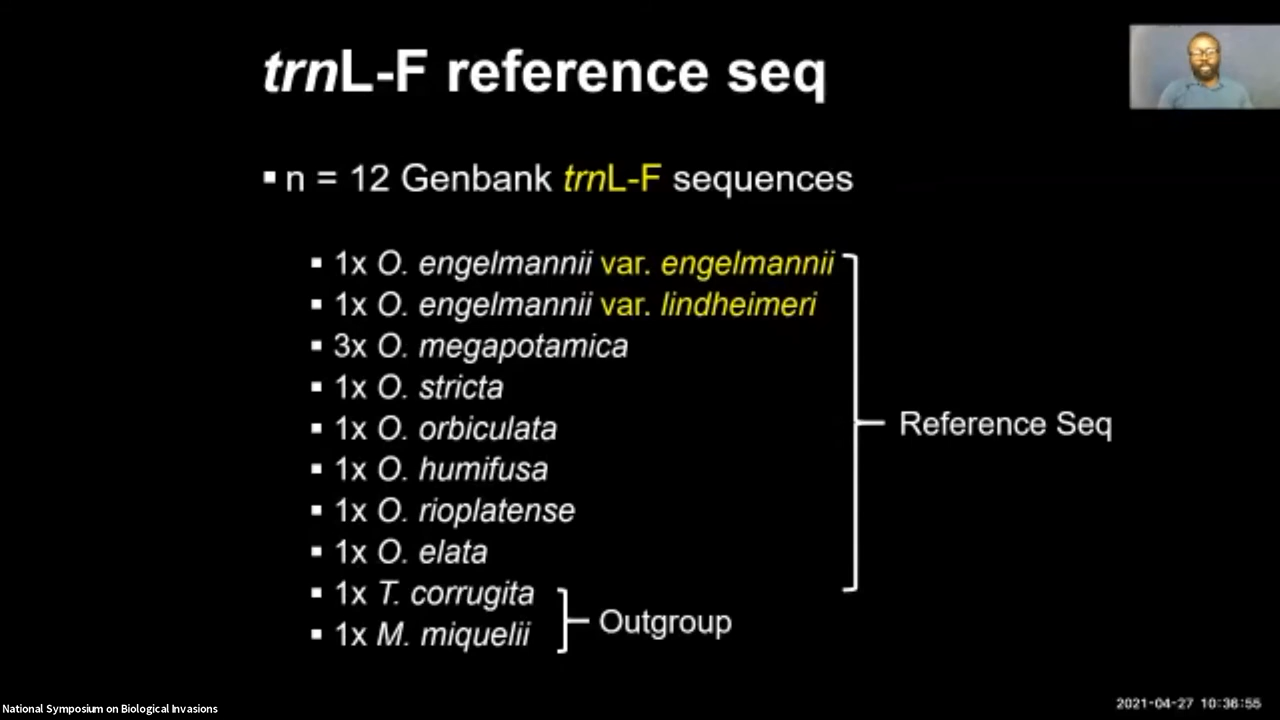 trnL-F reference seq
▪ n = 12 Genbank trnL-F sequences
▪ 1x O. engelmannii var. engelmannii
▪ 1x O. engelmannii var. lindheimeri
▪ 3x O. megapotamica
▪ 1x O. stricta
▪ 1x O. orbiculata
Reference Seq
▪ 1x O. humifusa
▪ 1x O. rioplatense
▪ 1x O. elata
▪ 1x T. corrugita
Outgroup
▪ 1x M. miquelii
National Symposium on Biological Invasions
2021-04-27 10:36:55